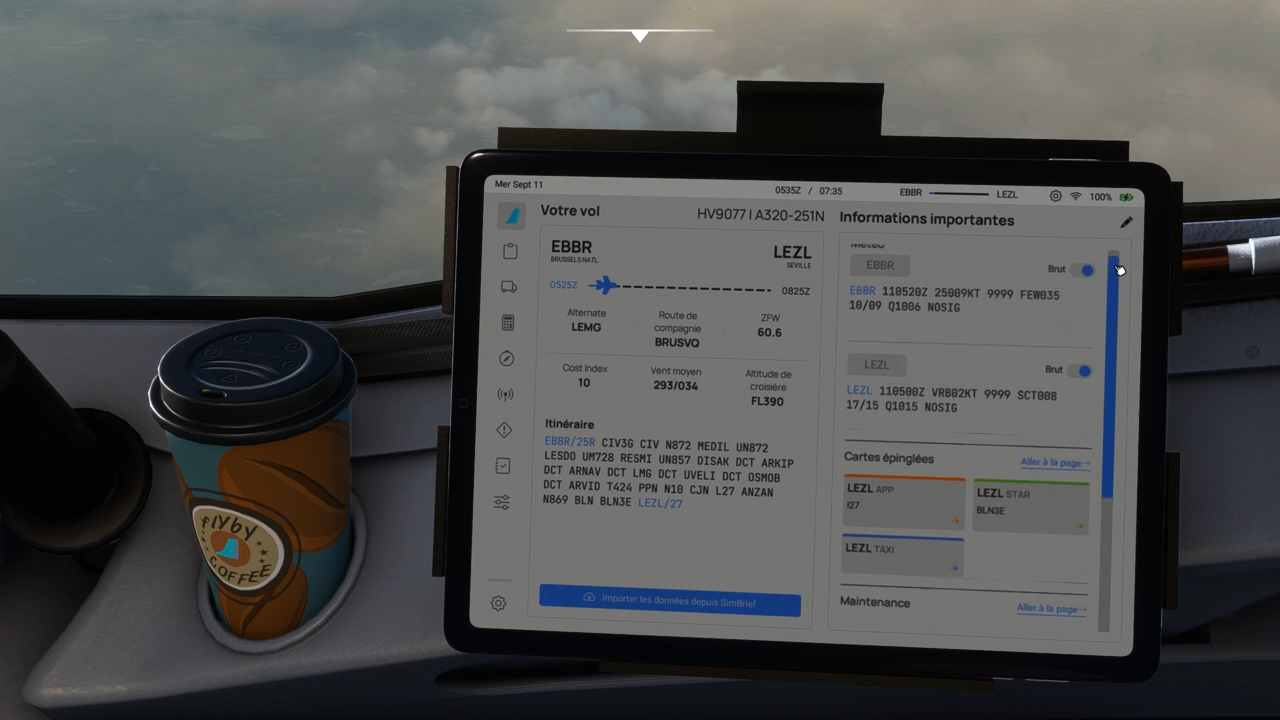 Mer Sept 11
0535Z / 07:35
EBBR LEZL
100%
Votre vol
HV9077 | A320-251N
EBBR
BRUSSELS NATL
LEZL
SEVILLE
0525Z
0825Z
Alternate
LEMG
Route de
compagnie
BRUSVQ
ZFW
60.6
Cost index
10
Vent moyen
293/034
Altitude de
croisière
FL390
Itinéraire
EBBR/25R CIV3G CIV N872 MEDIL UN872
LESDO UM728 RESMI UN857 DISAK DCT ARKIP
DCT ARNAV DCT LMG DCT UVELI DCT OSMOB
DCT ARVID T424 PPN N10 CJN L27 ANZAN
N869 BLN BLN3E LEZL/27
Importer les données depuis SimBrief
Informations importantes
Météo
EBBR
Brut
EBBR 110520Z 25009KT 9999 FEW035
10/09 Q1006 NOSIG
LEZL
Brut
LEZL 110500Z VRB02KT 9999 SCT008
17/15 Q1015 NOSIG
Cartes épinglées
Aller à la page
LEZL APP
I27
LEZL STAR
BLN3E
LEZL TAXI
Maintenance
Aller à la page
flyby
COFFEE